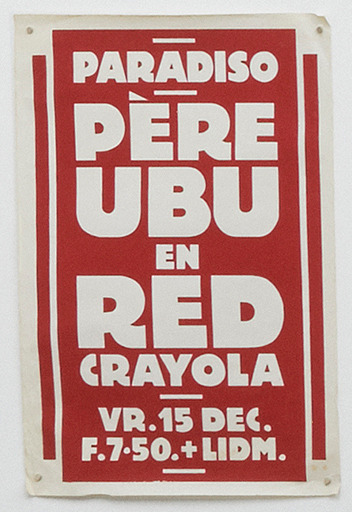 PARADISO
PÈRE
UBU
EN
RED
CRAYOLA
VR.15 DEC.
F.7·50.+LIDM.